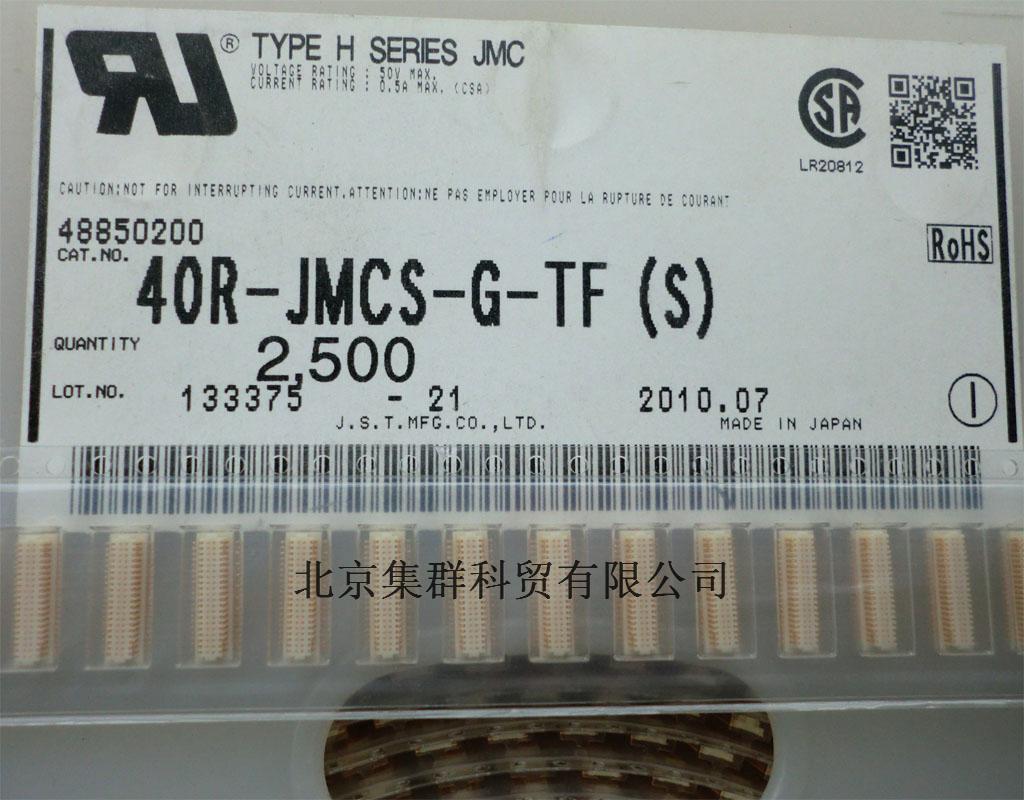 RU ® TYPE H SERIES JMC
VOLTAGE RATING : 50V MAX.
CURRENT RATING : 0.5A MAX. (CSA)
CSA
LR20812
CAUTION:NOT FOR INTERRUPTING CURRENT.ATTENTION:NE PAS EMPLOYER POUR LA RUPTURE DE COURANT
48850200
RoHS
CAT.NO. 40R-JMCS-G-TF (S)
QUANTITY 2,500
LOT.NO. 133375 - 21 2010.07 1
J.S.T.MFG.CO.,LTD. MADE IN JAPAN
北京集群科贸有限公司